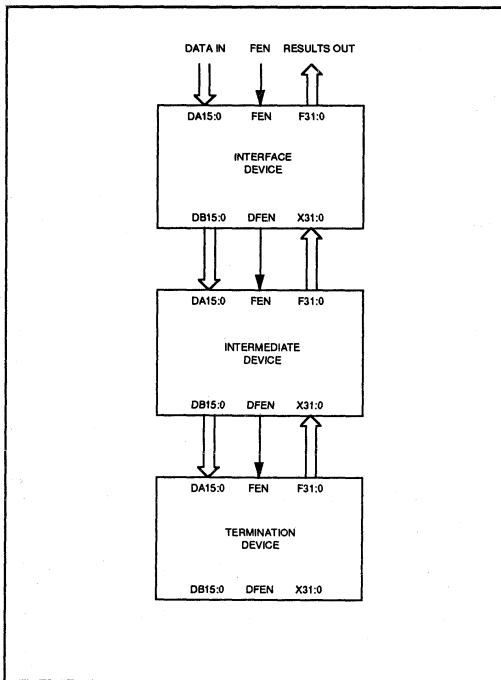 DATA IN FEN RESULTS OUT
DA15:0 FEN F31:0
INTERFACE
DEVICE
DB15:0 DFEN X31:0
DA15:0 FEN F31:0
INTERMEDIATE
DEVICE
DB15:0 DFEN X31:0
DA15:0 FEN F31:0
TERMINATION
DEVICE
DB15:0 DFEN X31:0